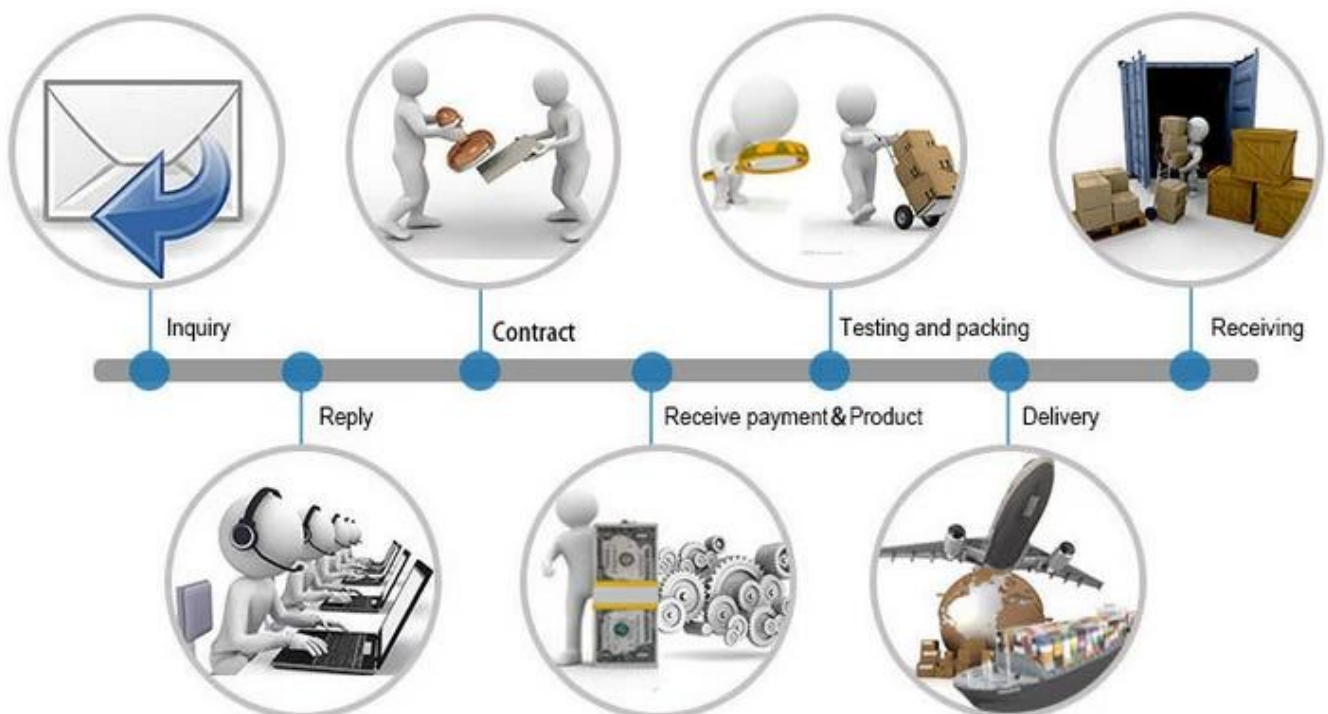 Inquiry
Reply
Contract
Receive payment & Product
Testing and packing
Delivery
Receiving